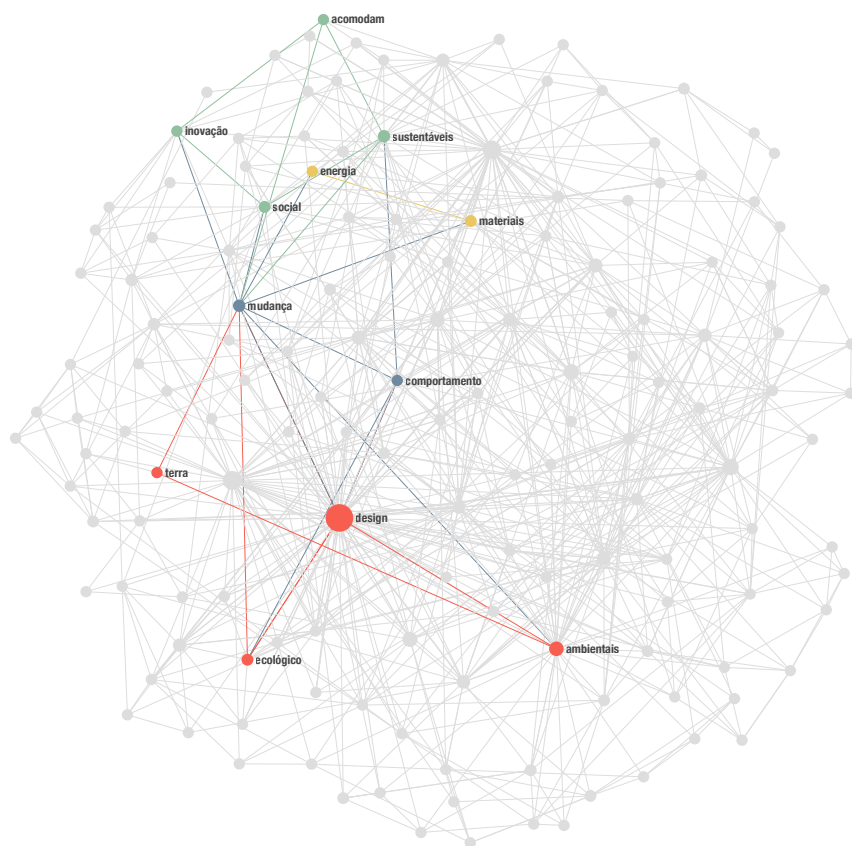 acomodam
inovação
sustentáveis
energia
social
materiais
mudança
comportamento
terra
design
ambientais
ecológico